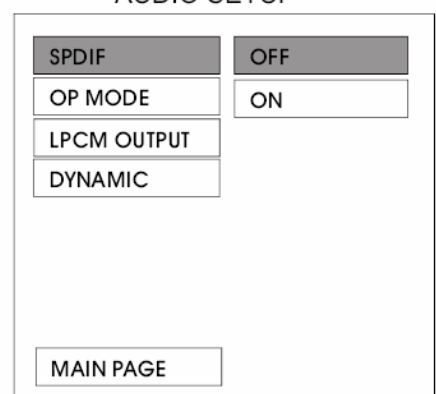 SPDIF OFF
OP MODE ON
LPCM OUTPUT
DYNAMIC
MAIN PAGE